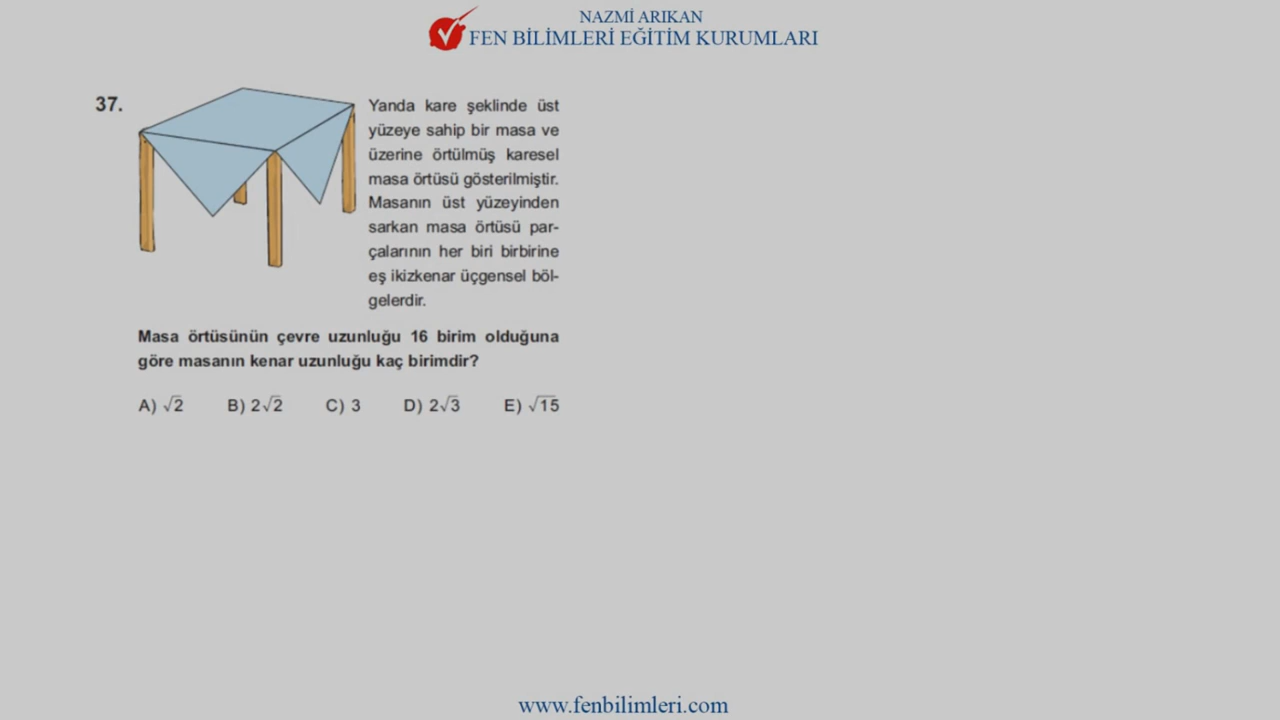 NAZMİ ARIKAN
FEN BİLİMLERİ EĞİTİM KURUMLARI
37.
Yanda kare şeklinde üst
yüzeye sahip bir masa ve
üzerine örtülmüş karesel
masa örtüsü gösterilmiştir.
Masanın üst yüzeyinden
sarkan masa örtüsü par-
çalarının her biri birbirine
eş ikizkenar üçgensel böl-
gelerdir.
Masa örtüsünün çevre uzunluğu 16 birim olduğuna
göre masanın kenar uzunluğu kaç birimdir?
A) √2 B) 2√2 C) 3 D) 2√3 E) √15
www.fenbilimleri.com